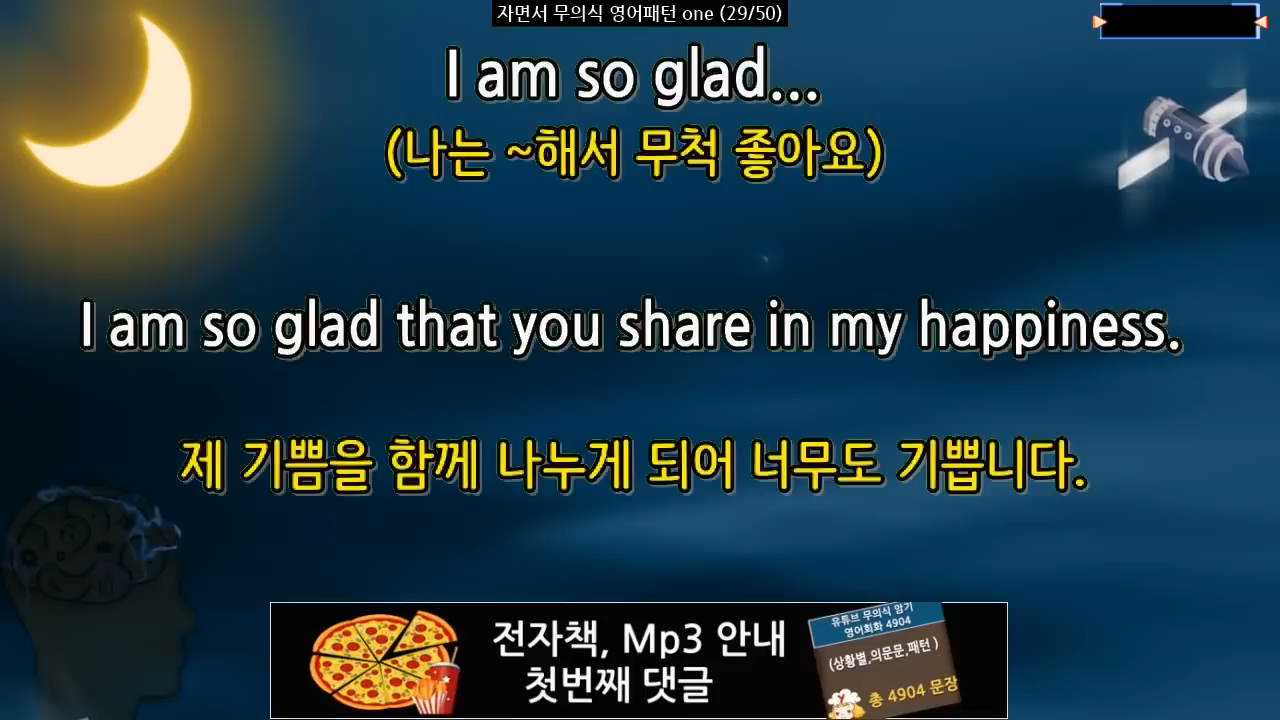 자면서 무의식 영어패턴 one (29/50)
I am so glad...
(나는 ~해서 무척 좋아요)
I am so glad that you share in my happiness.
제 기쁨을 함께 나누게 되어 너무도 기쁩니다.
전자책, Mp3 안내
첫번째 댓글
유튜브 무의식 암기
영어회화 4904
(상황별,의문문,패턴 )
총 4904 문장